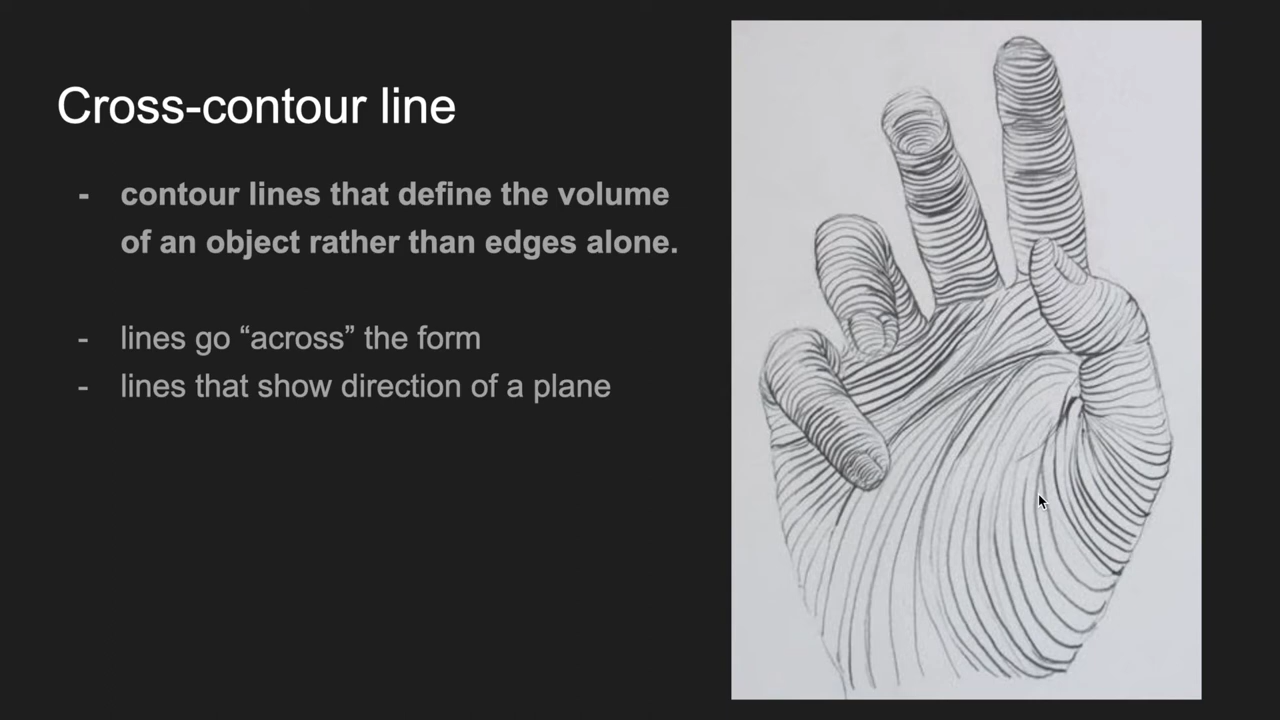 Cross-contour line
- contour lines that define the volume
of an object rather than edges alone.
- lines go “across” the form
- lines that show direction of a plane